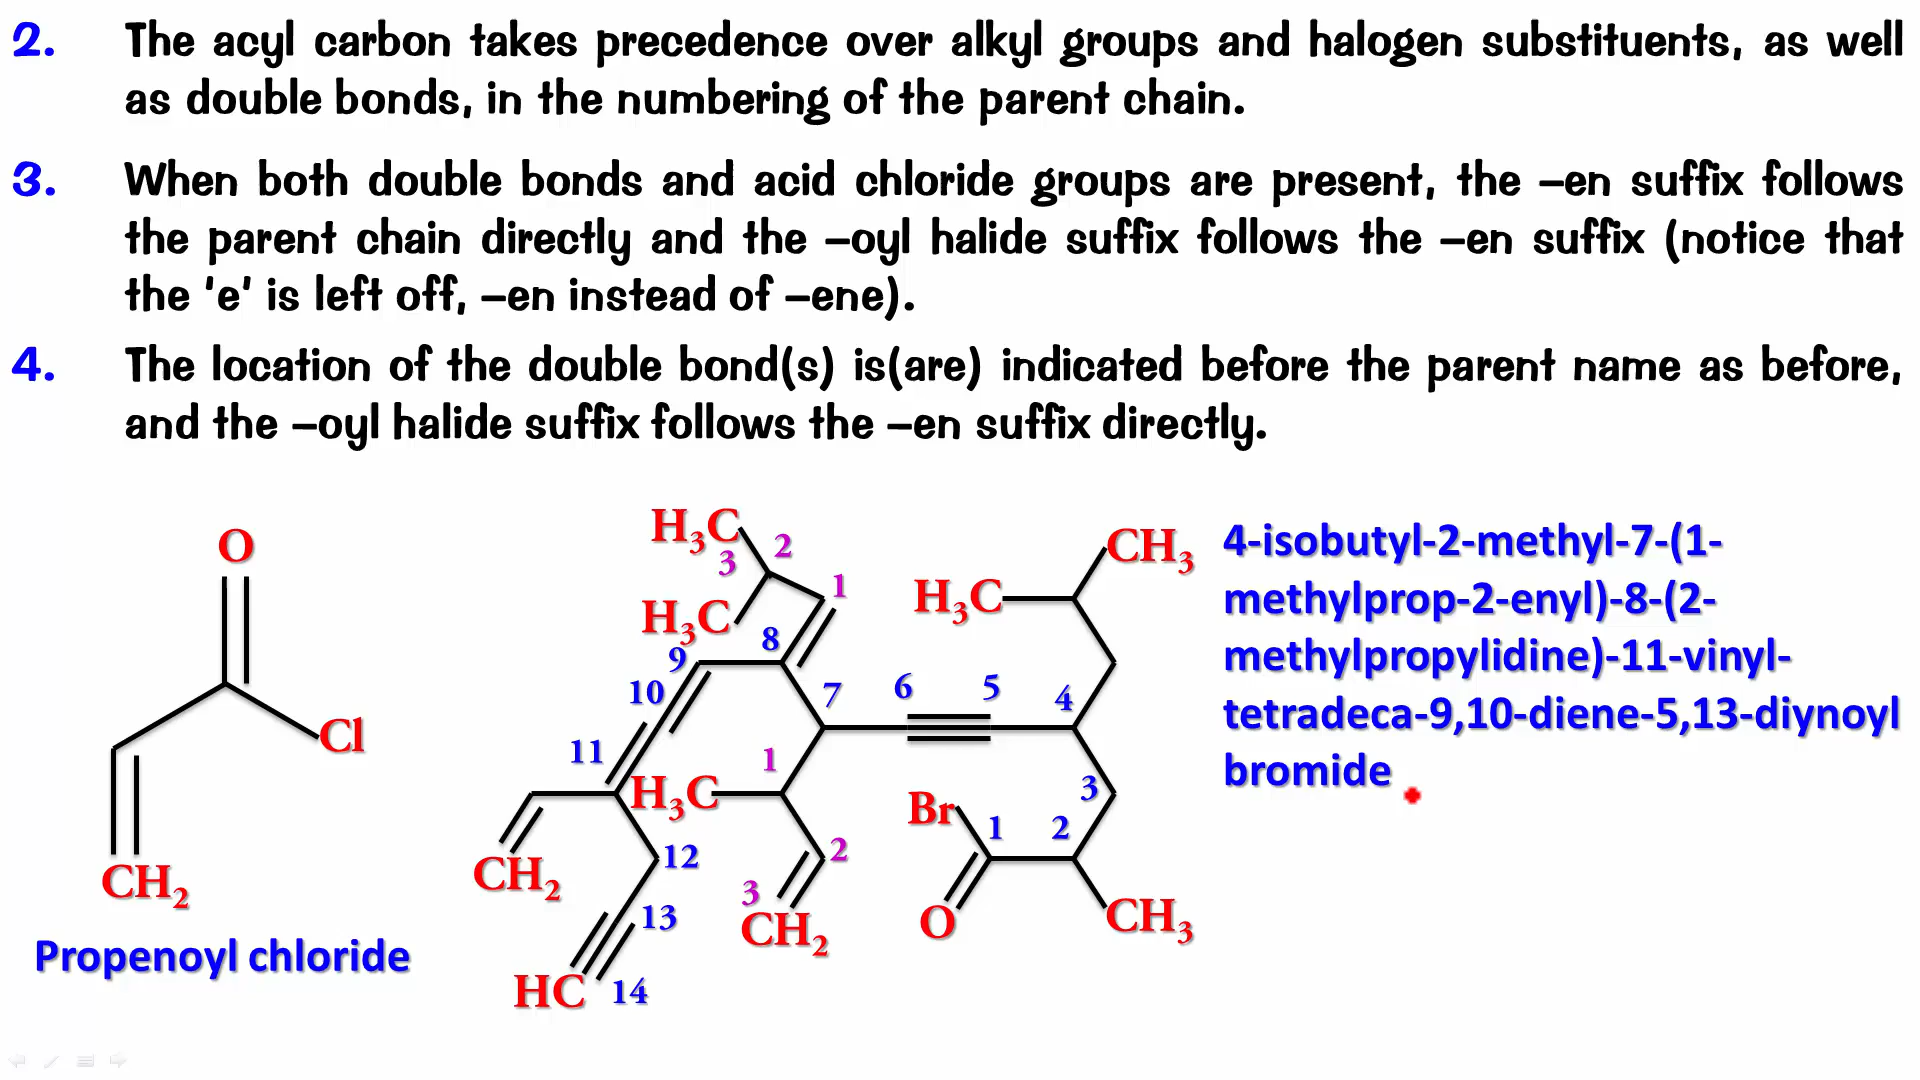 2. The acyl carbon takes precedence over alkyl groups and halogen substituents, as well
as double bonds, in the numbering of the parent chain.
3. When both double bonds and acid chloride groups are present, the –en suffix follows
the parent chain directly and the –oyl halide suffix follows the –en suffix (notice that
the 'e' is left off, –en instead of –ene).
4. The location of the double bond(s) is(are) indicated before the parent name as before,
and the –oyl halide suffix follows the –en suffix directly.
O
Cl
CH2
Propenoyl chloride
H3C
2
3
1
H3C
8
9
10
7
6
5
4
11
1
H3C
3
Br
1
2
CH2
12
2
3
13
CH2
O
CH3
HC
14
CH3
H3C
4-isobutyl-2-methyl-7-(1-
methylprop-2-enyl)-8-(2-
methylpropylidine)-11-vinyl-
tetradeca-9,10-diene-5,13-diynoyl
bromide